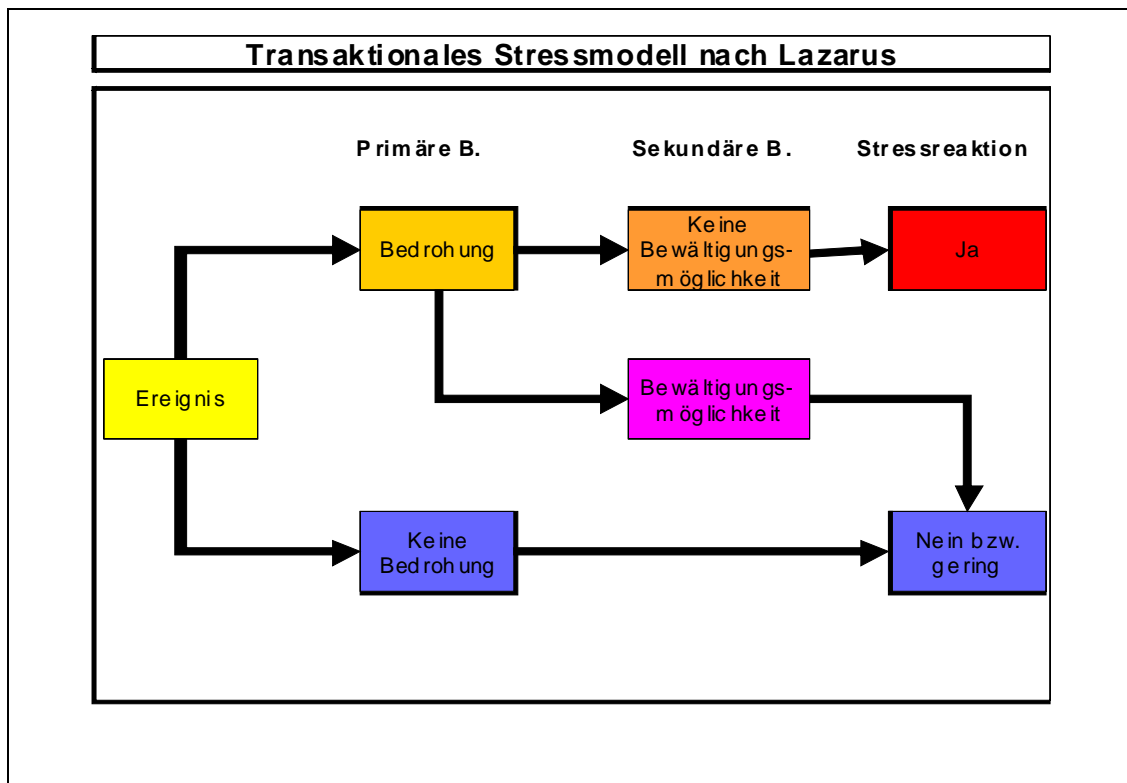 Transaktionales Stressmodell nach Lazarus
Primäre B.
Sekundäre B.
Stressreaktion
Bedrohung
Keine
Bewältigungs-
möglichkeit
Ja
Ereignis
Bewältigungs-
möglichkeit
Keine
Bedrohung
Nein bzw.
gering